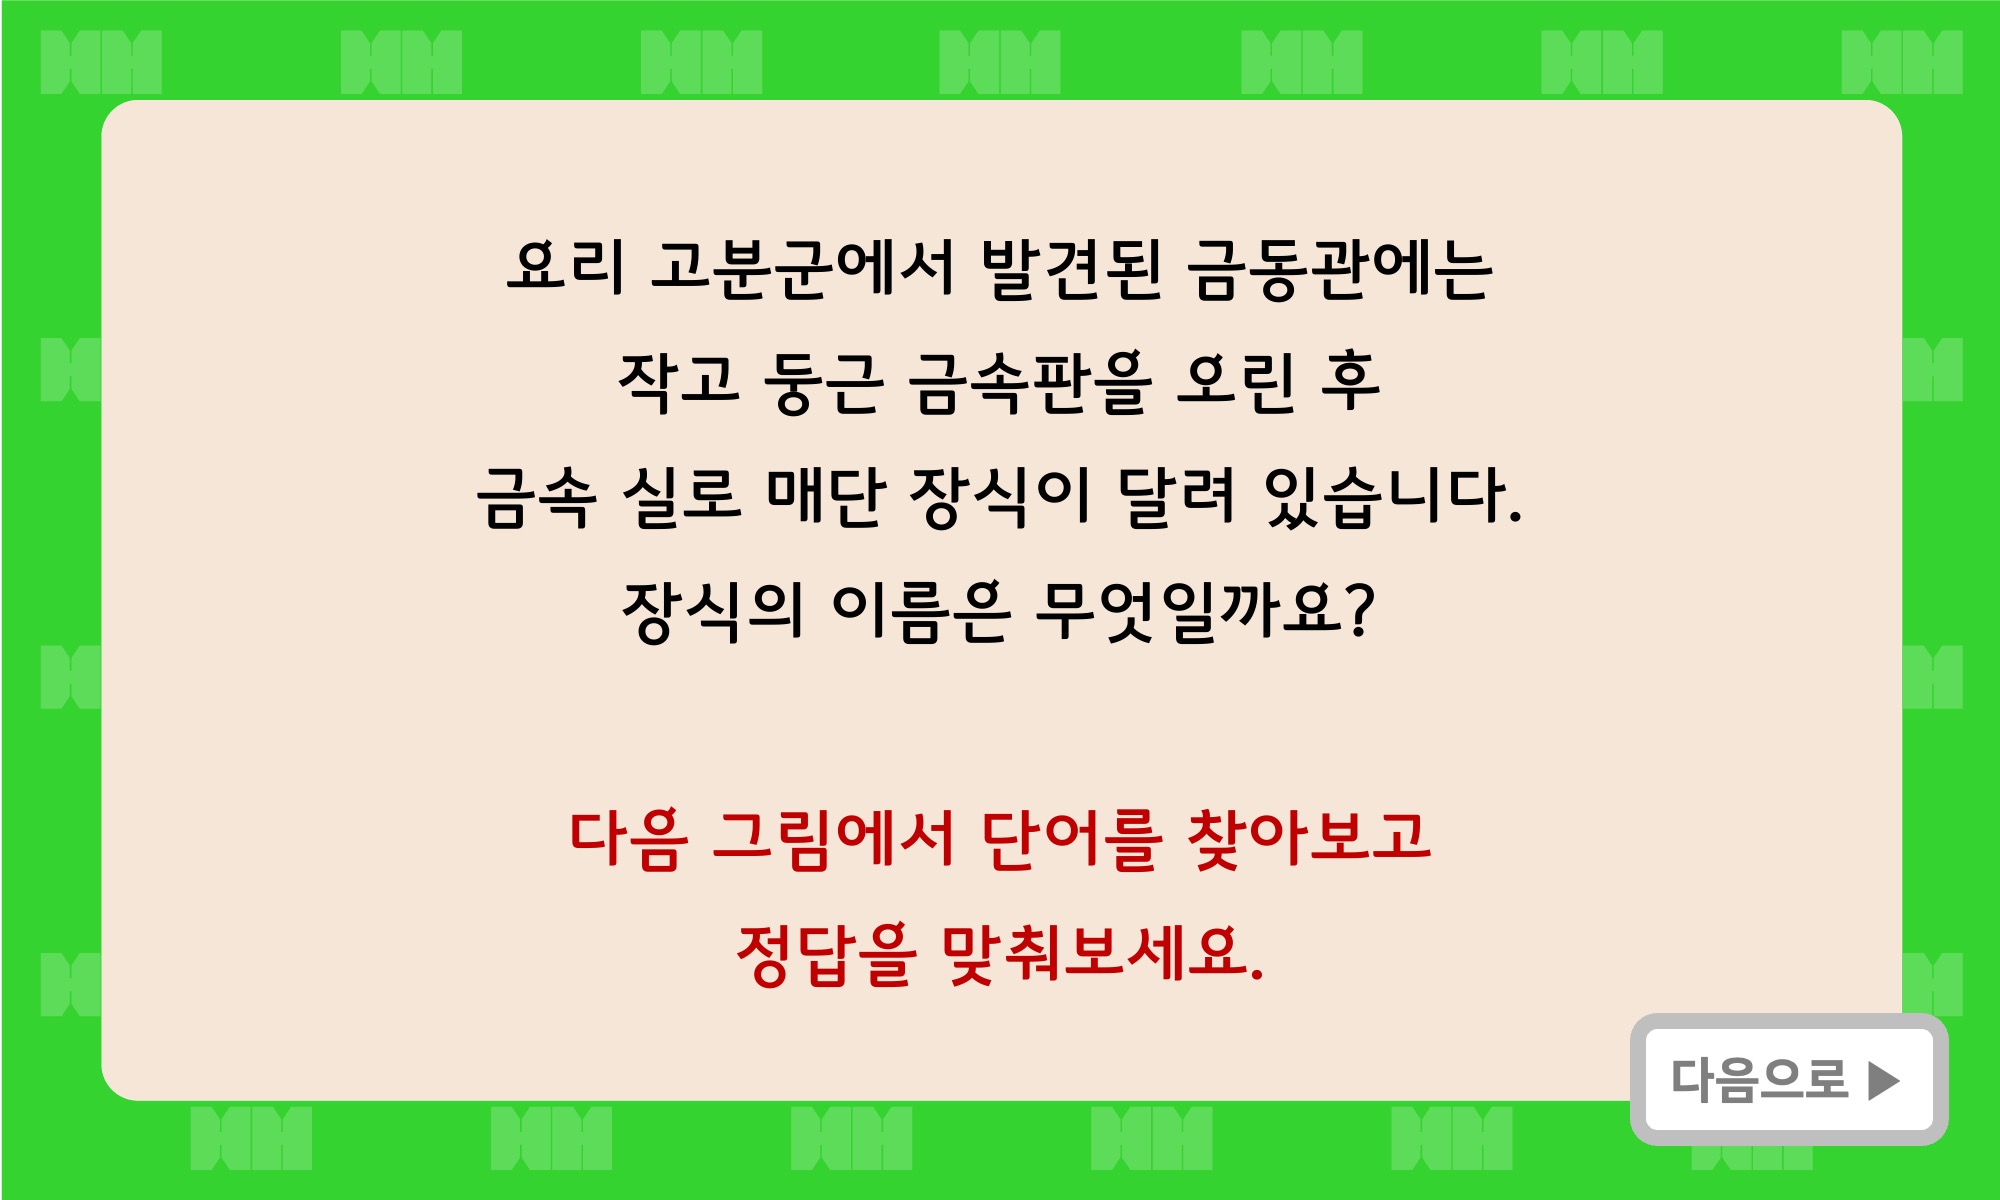 요리 고분군에서 발견된 금동관에는
작고 둥근 금속판을 오린 후
금속 실로 매단 장식이 달려 있습니다.
장식의 이름은 무엇일까요?
다음 그림에서 단어를 찾아보고
정답을 맞춰보세요.
다음으로 ▶